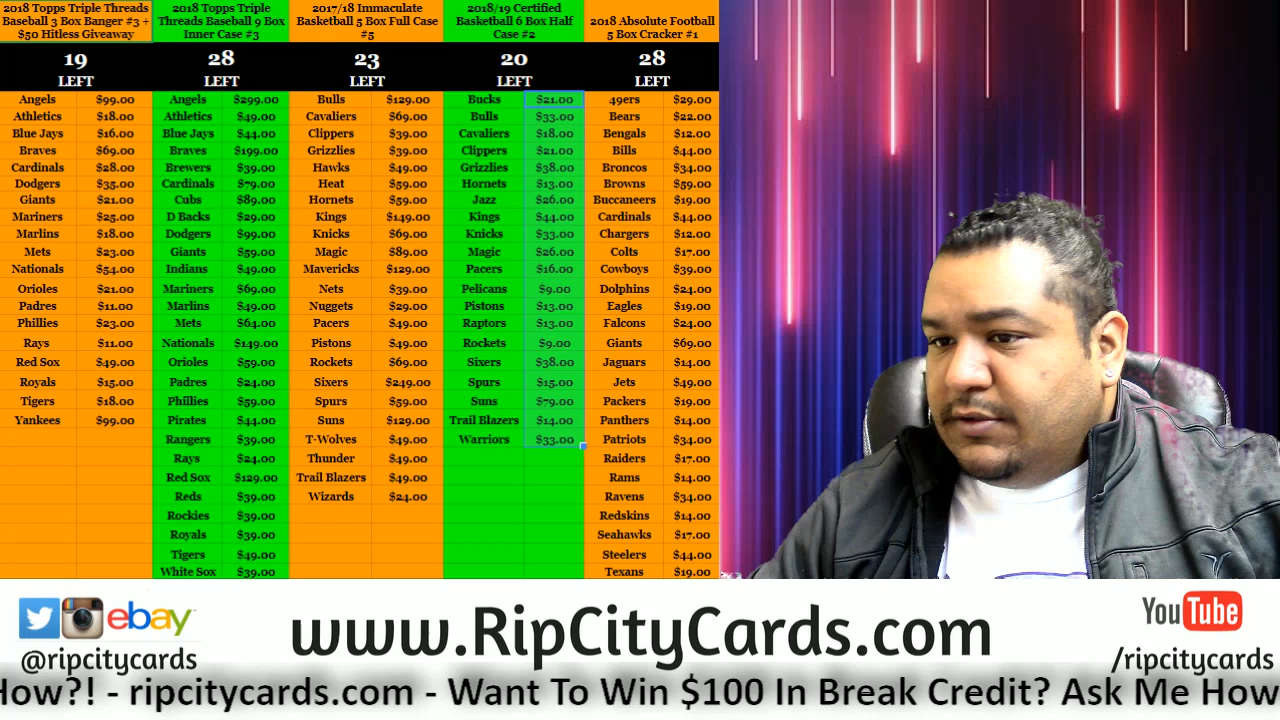 2018 Topps Triple Threads
Baseball 3 Box Banger #3 +
$50 Hitless Giveaway
19
LEFT
Angels $99.00
Athletics $18.00
Blue Jays $16.00
Braves $69.00
Cardinals $28.00
Dodgers $35.00
Giants $21.00
Mariners $25.00
Marlins $18.00
Mets $23.00
Nationals $54.00
Orioles $21.00
Padres $11.00
Phillies $23.00
Rays $11.00
Red Sox $49.00
Royals $15.00
Tigers $18.00
Yankees $99.00
2018 Topps Triple
Threads Baseball 9 Box
Inner Case #3
28
LEFT
Angels $299.00
Athletics $49.00
Blue Jays $44.00
Braves $199.00
Brewers $39.00
Cardinals $79.00
Cubs $89.00
D Backs $29.00
Dodgers $99.00
Giants $59.00
Indians $49.00
Mariners $69.00
Marlins $49.00
Mets $64.00
Nationals $149.00
Orioles $59.00
Padres $24.00
Phillies $59.00
Pirates $44.00
Rangers $39.00
Rays $24.00
Red Sox $129.00
Reds $39.00
Rockies $39.00
Royals $39.00
Tigers $49.00
White Sox $39.00
2017/18 Immaculate
Basketball 5 Box Full Case
#5
23
LEFT
Bulls $129.00
Cavaliers $69.00
Clippers $39.00
Grizzlies $39.00
Hawks $49.00
Heat $59.00
Hornets $59.00
Kings $149.00
Knicks $69.00
Magic $89.00
Mavericks $129.00
Nets $39.00
Nuggets $29.00
Pacers $49.00
Pistons $49.00
Rockets $69.00
Sixers $249.00
Spurs $59.00
Suns $129.00
T-Wolves $49.00
Thunder $49.00
Trail Blazers $49.00
Wizards $24.00
2018/19 Certified
Basketball 6 Box Half
Case #2
20
LEFT
Bucks $21.00
Bulls $33.00
Cavaliers $18.00
Clippers $21.00
Grizzlies $38.00
Hornets $13.00
Jazz $26.00
Kings $44.00
Knicks $33.00
Magic $26.00
Pacers $16.00
Pelicans $9.00
Pistons $13.00
Raptors $13.00
Rockets $9.00
Sixers $38.00
Spurs $15.00
Suns $79.00
Trail Blazers $14.00
Warriors $33.00
2018 Absolute Football
5 Box Cracker #1
28
LEFT
49ers $29.00
Bears $22.00
Bengals $12.00
Bills $44.00
Broncos $34.00
Browns $59.00
Buccaneers $19.00
Cardinals $44.00
Chargers $12.00
Colts $17.00
Cowboys $39.00
Dolphins $24.00
Eagles $19.00
Falcons $24.00
Giants $69.00
Jaguars $14.00
Jets $49.00
Packers $19.00
Panthers $14.00
Patriots $34.00
Raiders $17.00
Rams $14.00
Ravens $34.00
Redskins $14.00
Seahawks $17.00
Steelers $44.00
Texans $19.00
ebay
@ripcitycards
www.RipCityCards.com
YouTube
/ripcitycards
How?! - ripcitycards.com - Want To Win $100 In Break Credit? Ask Me How